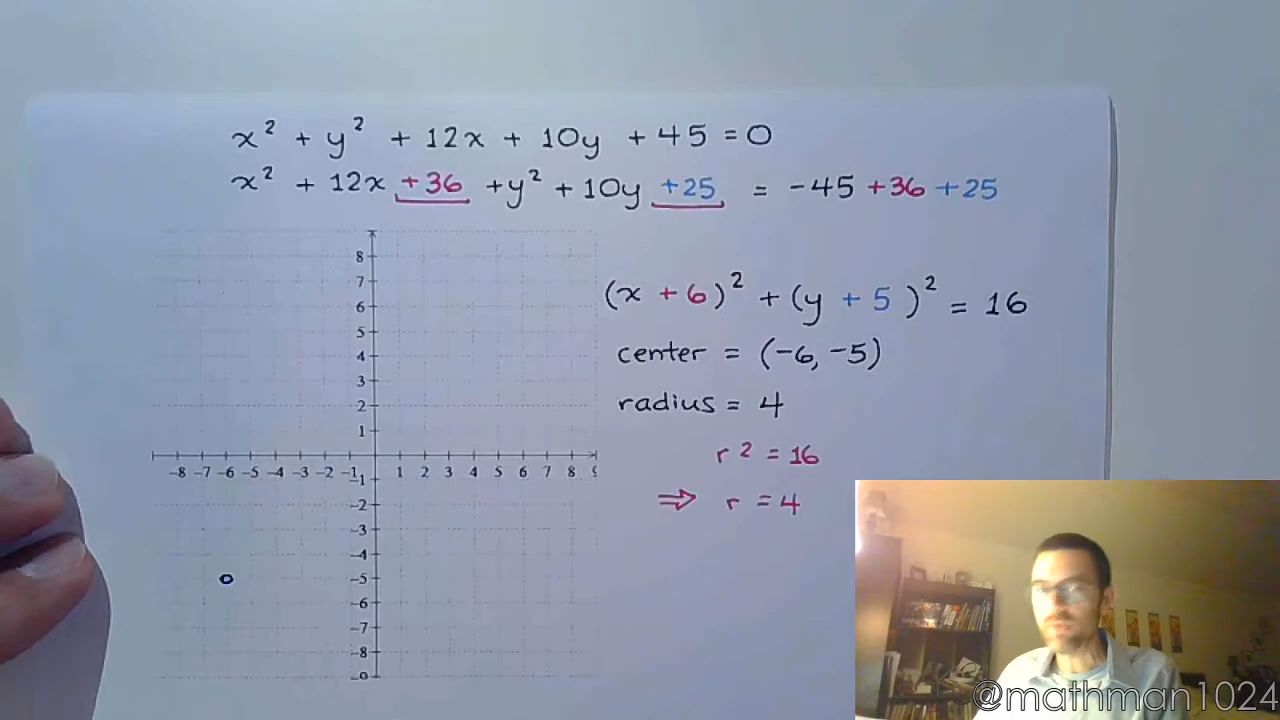 x² + y² + 12x + 10y + 45 = 0
x² + 12x +36 + y² + 10y +25 = -45 +36 +25
(x + 6)² + (y + 5)² = 16
center = (-6, -5)
radius = 4
r² = 16
⇒ r = 4
8
7
6
5
4
3
2
1
-8 -7 -6 -5 -4 -3 -2 -1 1 2 3 4 5 6 7 8
-1
-2
-3
-4
-5
-6
-7
-8
@mathman1024